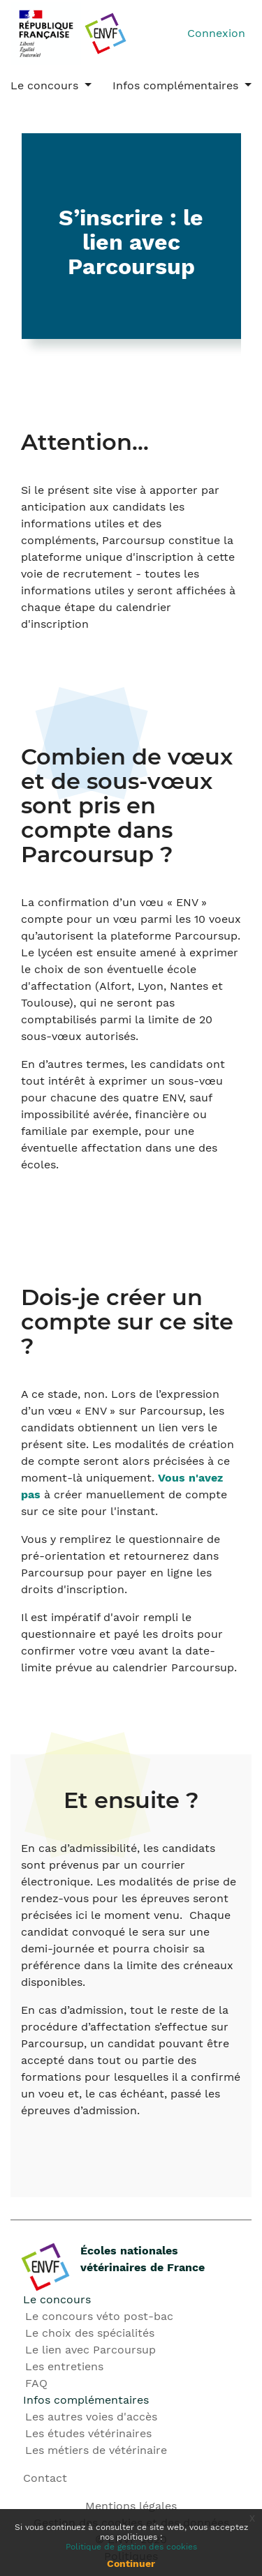 RÉPUBLIQUE
FRANÇAISE
Liberté
Égalité
Fraternité
ENVF
Connexion
Le concours
Infos complémentaires
S’inscrire : le
lien avec
Parcoursup
Attention...
Si le présent site vise à apporter par
anticipation aux candidats les
informations utiles et des
compléments, Parcoursup constitue la
plateforme unique d'inscription à cette
voie de recrutement - toutes les
informations utiles y seront affichées à
chaque étape du calendrier
d'inscription
Combien de vœux
et de sous-vœux
sont pris en
compte dans
Parcoursup ?
La confirmation d’un vœu « ENV »
compte pour un vœu parmi les 10 voeux
qu’autorisent la plateforme Parcoursup.
Le lycéen est ensuite amené à exprimer
le choix de son éventuelle école
d'affectation (Alfort, Lyon, Nantes et
Toulouse), qui ne seront pas
comptabilisés parmi la limite de 20
sous-vœux autorisés.
En d’autres termes, les candidats ont
tout intérêt à exprimer un sous-vœu
pour chacune des quatre ENV, sauf
impossibilité avérée, financière ou
familiale par exemple, pour une
éventuelle affectation dans une des
écoles.
Dois-je créer un
compte sur ce site
?
A ce stade, non. Lors de l’expression
d’un vœu « ENV » sur Parcoursup, les
candidats obtiennent un lien vers le
présent site. Les modalités de création
de compte seront alors précisées à ce
moment-là uniquement. Vous n'avez
pas à créer manuellement de compte
sur ce site pour l'instant.
Vous y remplirez le questionnaire de
pré-orientation et retournerez dans
Parcoursup pour payer en ligne les
droits d'inscription.
Il est impératif d'avoir rempli le
questionnaire et payé les droits pour
confirmer votre vœu avant la date-
limite prévue au calendrier Parcoursup.
Et ensuite ?
En cas d’admissibilité, les candidats
sont prévenus par un courrier
électronique. Les modalités de prise de
rendez-vous pour les épreuves seront
précisées ici le moment venu. Chaque
candidat convoqué le sera sur une
demi-journée et pourra choisir sa
préférence dans la limite des créneaux
disponibles.
En cas d’admission, tout le reste de la
procédure d’affectation s’effectue sur
Parcoursup, un candidat pouvant être
accepté dans tout ou partie des
formations pour lesquelles il a confirmé
un voeu et, le cas échéant, passé les
épreuves d’admission.
ENVF
Écoles nationales
vétérinaires de France
Le concours
Le concours véto post-bac
Le choix des spécialités
Le lien avec Parcoursup
Les entretiens
FAQ
Infos complémentaires
Les autres voies d'accès
Les études vétérinaires
Les métiers de vétérinaire
Contact
Mentions légales
x
Si vous continuez à consulter ce site web, vous acceptez
nos politiques :
Politique de gestion des cookies
Continuer